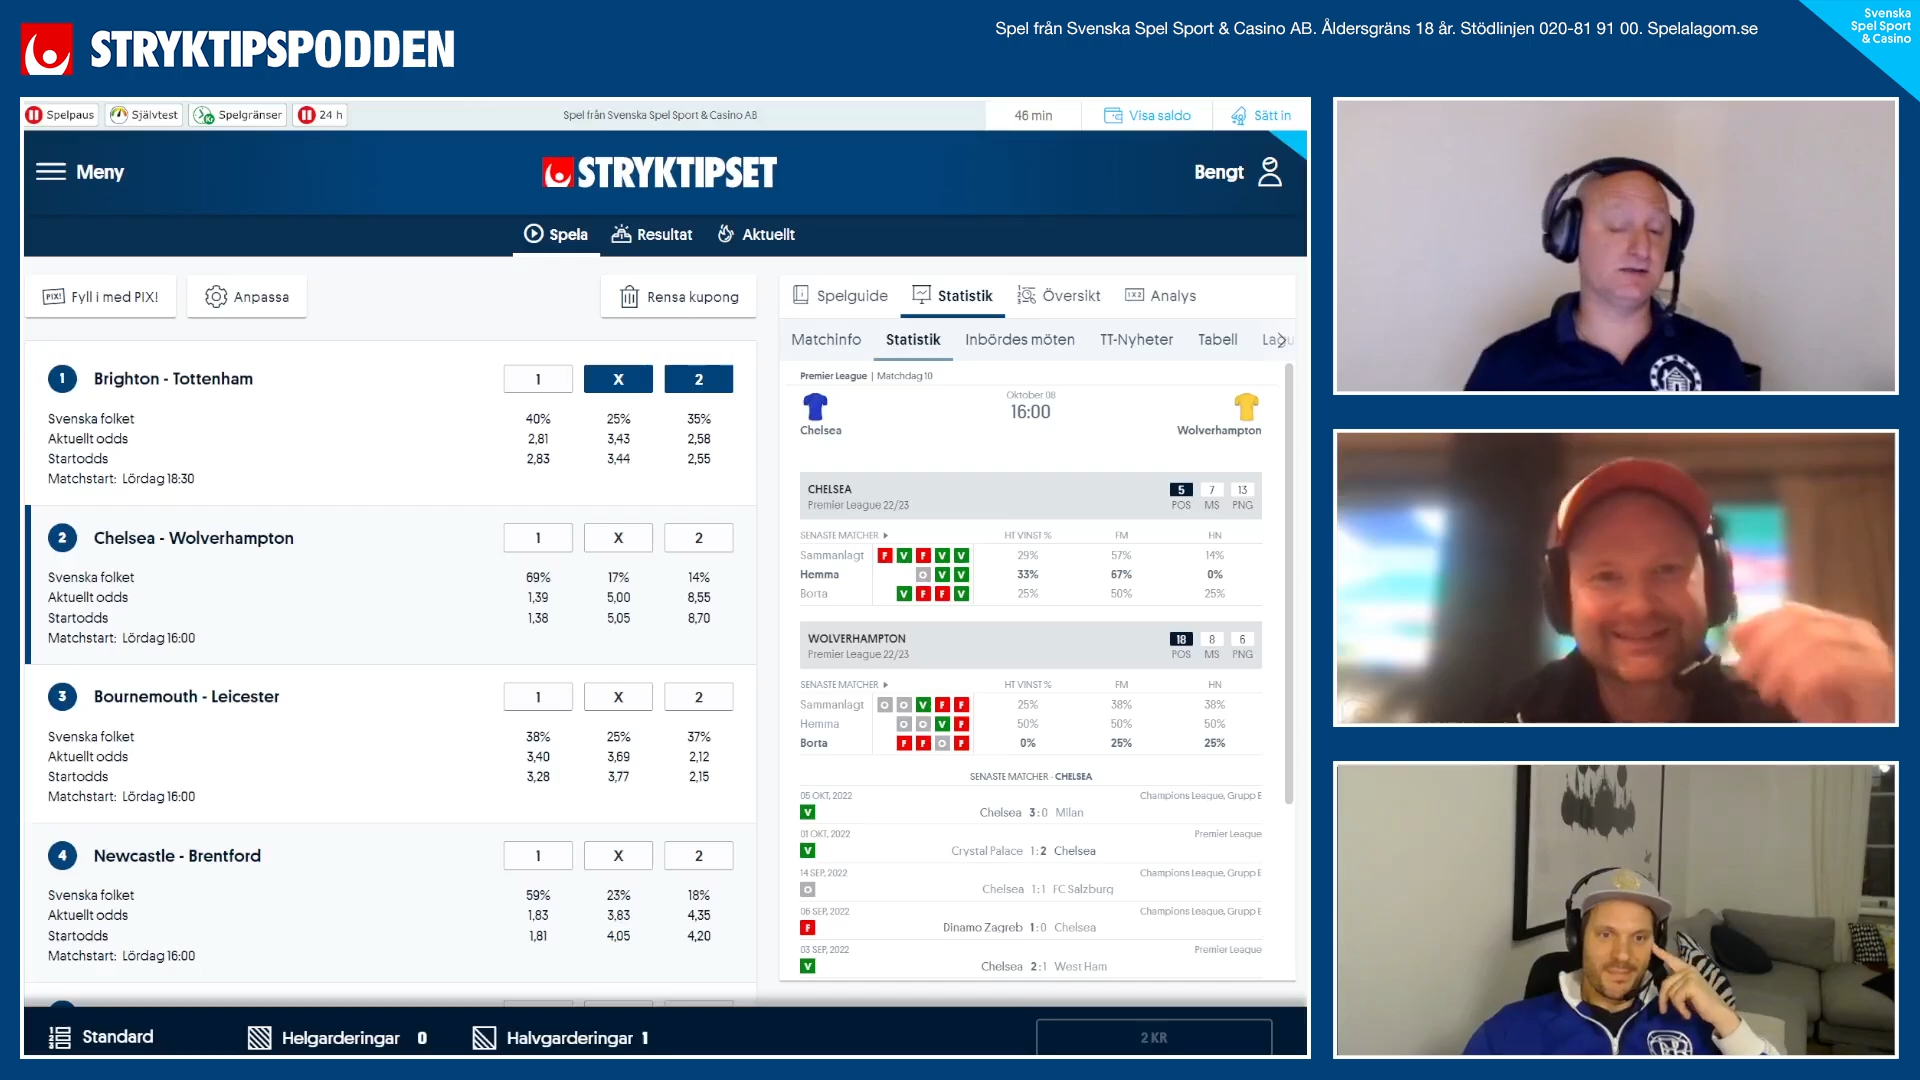 STRYKTIPSPODDEN
Spel från Svenska Spel Sport & Casino AB. Åldersgräns 18 år. Stödlinjen 020-81 91 00. Spelalagom.se
Svenska
Spel Sport
& Casino
Spelpaus
Självtest
Spelgränser
24 h
Spel från Svenska Spel Sport & Casino AB
46 min
Visa saldo
Sätt in
Meny
STRYKTIPSET
Bengt
Spela
Resultat
Aktuellt
PIX! Fyll i med PIX!
Anpassa
Rensa kupong
1 Brighton - Tottenham 1 X 2
Svenska folket 40% 25% 35%
Aktuellt odds 2,81 3,43 2,58
Startodds 2,83 3,44 2,55
Matchstart: Lördag 18:30
2 Chelsea - Wolverhampton 1 X 2
Svenska folket 69% 17% 14%
Aktuellt odds 1,39 5,00 8,55
Startodds 1,38 5,05 8,70
Matchstart: Lördag 16:00
3 Bournemouth - Leicester 1 X 2
Svenska folket 38% 25% 37%
Aktuellt odds 3,40 3,69 2,12
Startodds 3,28 3,77 2,15
Matchstart: Lördag 16:00
4 Newcastle - Brentford 1 X 2
Svenska folket 59% 23% 18%
Aktuellt odds 1,83 3,83 4,35
Startodds 1,81 4,05 4,20
Matchstart: Lördag 16:00
Spelguide
Statistik
Översikt
1X2 Analys
Matchinfo
Statistik
Inbördes möten
TT-Nyheter
Tabell
Premier League | Matchdag 10
Oktober 08
16:00
Chelsea
Wolverhampton
CHELSEA 5 7 13
Premier League 22/23 POS MS PNG
SENASTE MATCHER HT VINST % FM HN
Sammanlagt F V F V V 29% 57% 14%
Hemma O V V 33% 67% 0%
Borta V F F V 25% 50% 25%
WOLVERHAMPTON 18 8 6
Premier League 22/23 POS MS PNG
SENASTE MATCHER HT VINST % FM HN
Sammanlagt O O V F F 25% 38% 38%
Hemma O O V F 50% 50% 50%
Borta F F O F 0% 25% 25%
SENASTE MATCHER - CHELSEA
05 OKT, 2022 Champions League, Grupp E
V Chelsea 3:0 Milan
01 OKT, 2022 Premier League
V Crystal Palace 1:2 Chelsea
14 SEP, 2022 Champions League, Grupp E
O Chelsea 1:1 FC Salzburg
06 SEP, 2022 Champions League, Grupp E
F Dinamo Zagreb 1:0 Chelsea
03 SEP, 2022 Premier League
V Chelsea 2:1 West Ham
Standard
Helgarderingar 0
Halvgarderingar 1
2 KR